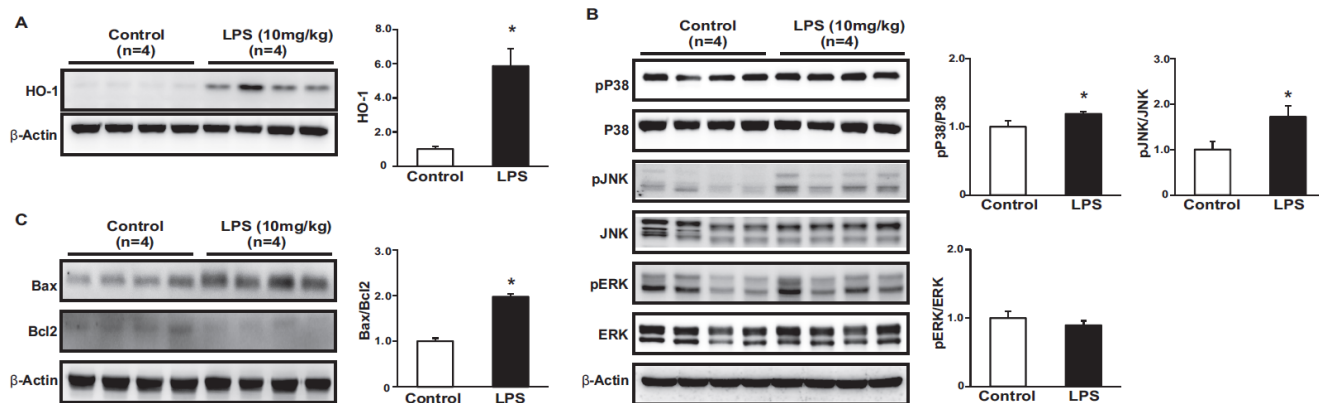 A
Control
(n=4)
LPS (10mg/kg)
(n=4)
HO-1
β-Actin
HO-1
8.0
6.0
4.0
2.0
0
*
Control
LPS
B
Control
(n=4)
LPS (10mg/kg)
(n=4)
pP38
P38
pJNK
JNK
pERK
ERK
β-Actin
pP38/P38
2.0
1.0
0
*
Control
LPS
pJNK/JNK
3.0
2.0
1.0
0
*
Control
LPS
pERK/ERK
2.0
1.0
0
Control
LPS
C
Control
(n=4)
LPS (10mg/kg)
(n=4)
Bax
Bcl2
β-Actin
Bax/Bcl2
3.0
2.0
1.0
0
*
Control
LPS